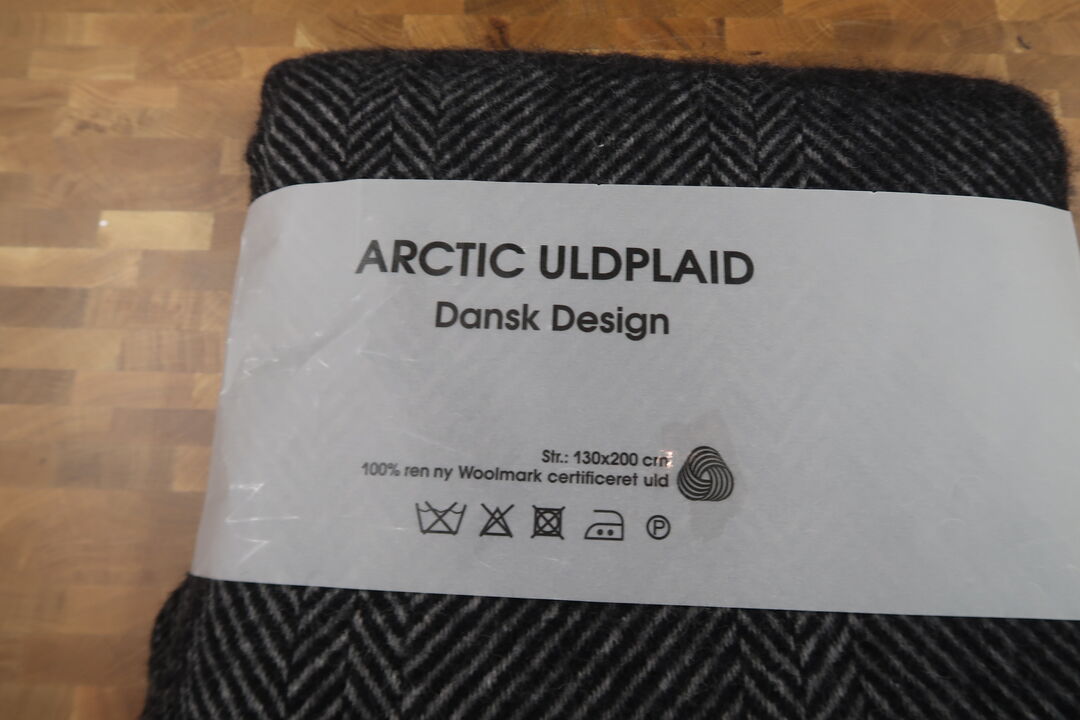 ARCTIC ULDPLAID
Dansk Design
Str.: 130x200 cm
100% ren ny Woolmark certificeret uld
P